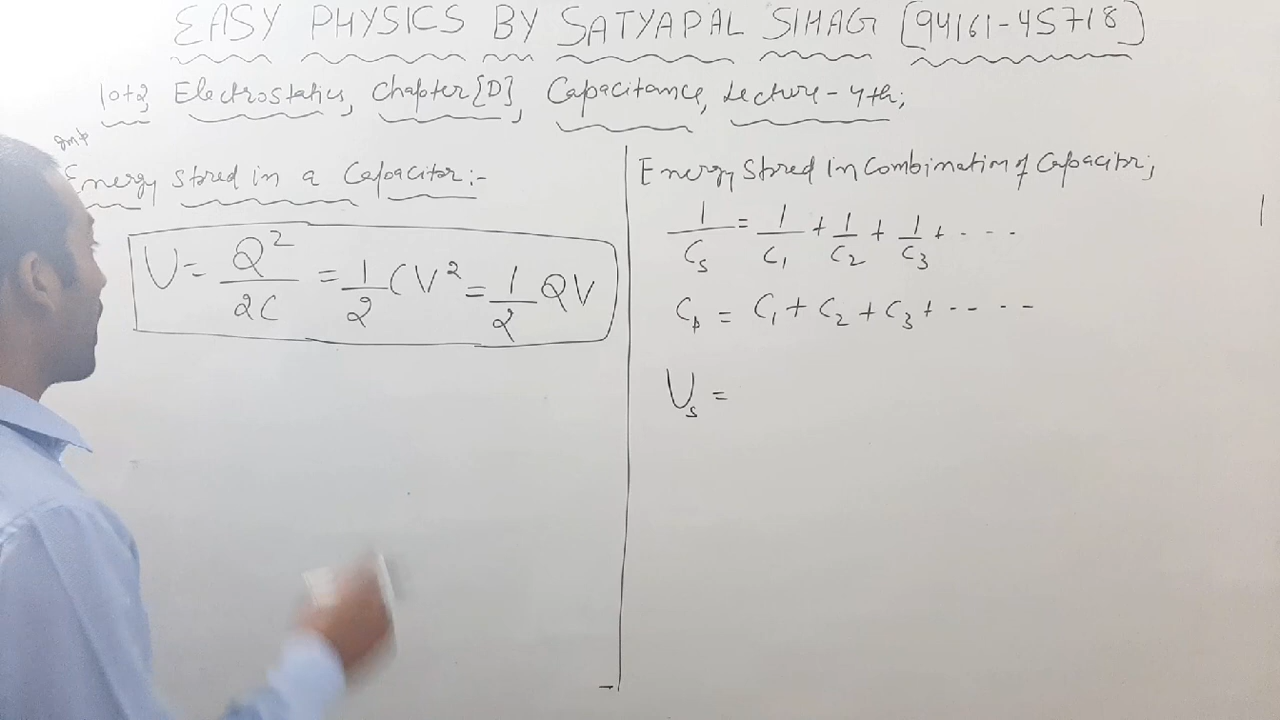 EASY PHYSICS BY SATYAPAL SIHAG [94161-45718]
10+2, Electrostatics, Chapter [D], Capacitance, Lecture - 4th;
Imp
Energy stored in a Capacitor:-
U = Q²/2C = 1/2 CV² = 1/2 QV
Energy Stored In Combination of Capacitor;
1/Cs = 1/C1 + 1/C2 + 1/C3 + - - - -
Cp = C1 + C2 + C3 + - - - - -
Us =